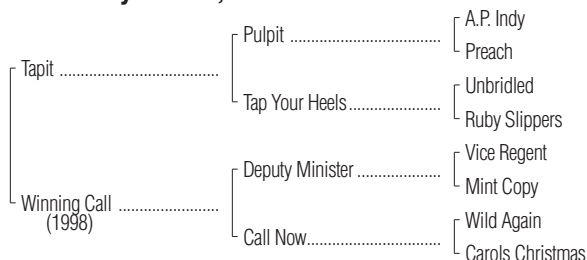 A.P. Indy
Pulpit
Preach
Tapit
Unbridled
Tap Your Heels
Ruby Slippers
Vice Regent
Deputy Minister
Mint Copy
Winning Call
(1998)
Wild Again
Call Now
Carols Christmas